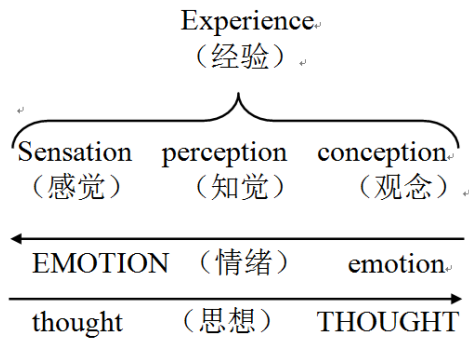 Experience
（经验）
Sensation perception conception
（感觉） （知觉） （观念）
EMOTION （情绪） emotion
thought （思想） THOUGHT